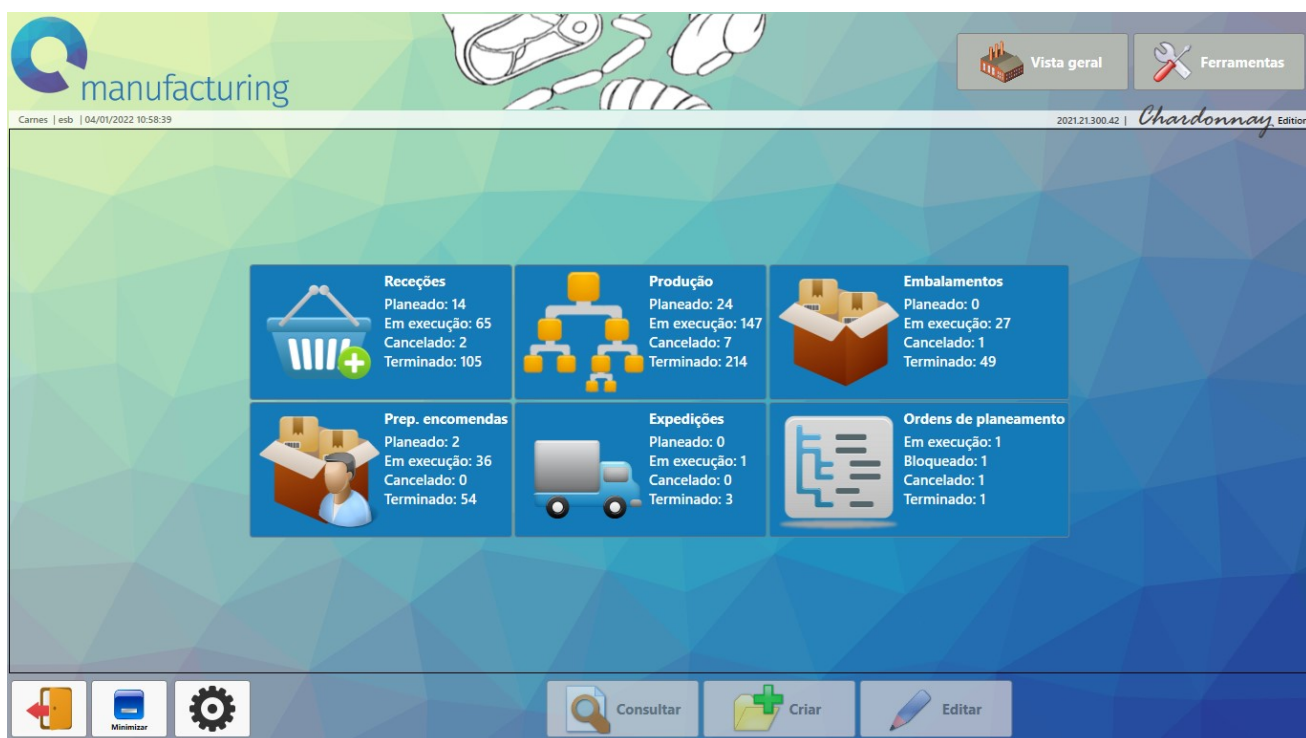 manufacturing
Vista geral
Ferramentas
Carnes | esb | 04/01/2022 10:58:39
2021.21.300.42 | Chardonnay Edition
Receções
Planeado: 14
Em execução: 65
Cancelado: 2
Terminado: 105
Produção
Planeado: 24
Em execução: 147
Cancelado: 7
Terminado: 214
Embalamentos
Planeado: 0
Em execução: 27
Cancelado: 1
Terminado: 49
Prep. encomendas
Planeado: 2
Em execução: 36
Cancelado: 0
Terminado: 54
Expedições
Planeado: 0
Em execução: 1
Cancelado: 0
Terminado: 3
Ordens de planeamento
Em execução: 1
Bloqueado: 1
Cancelado: 1
Terminado: 1
Minimizar
Consultar
Criar
Editar